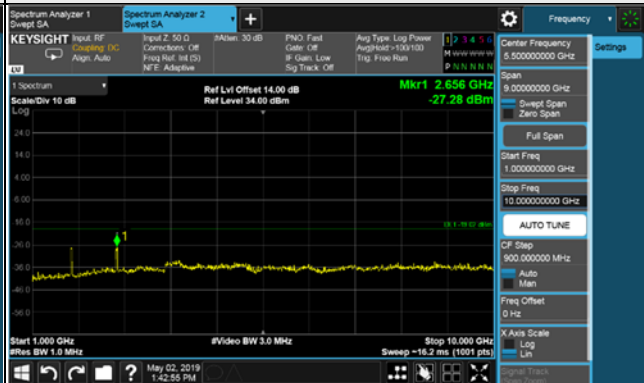 Spectrum Analyzer 1
Swept SA
Spectrum Analyzer 2
Swept SA
Frequency
KEYSIGHT
Input: RF
Coupling: DC
Align: Auto
Input Z: 50 Ω
Corrections: Off
Freq Ref: Int (S)
NFE: Adaptive
#Atten: 30 dB
PNO: Fast
Gate: Off
IF Gain: Low
Sig Track: Off
Avg Type: Log Power
Avg|Hold:>100/100
Trig: Free Run
1 2 3 4 5 6
M W W W W W
P N N N N N
LXI
1 Spectrum
Scale/Div 10 dB
Ref Lvl Offset 14.00 dB
Ref Level 34.00 dBm
Mkr1 2.656 GHz
-27.28 dBm
Log
24.0
14.0
4.00
-6.00
-16.0
-26.0
-36.0
-46.0
-56.0
1
Start 1.000 GHz
#Res BW 1.0 MHz
#Video BW 3.0 MHz
Stop 10.000 GHz
Sweep ~16.2 ms (1001 pts)
May 02, 2019
1:42:55 PM
Center Frequency
5.500000000 GHz
Settings
Span
9.00000000 GHz
Swept Span
Zero Span
Full Span
Start Freq
1.000000000 GHz
Stop Freq
10.000000000 GHz
AUTO TUNE
CF Step
900.000000 MHz
Auto
Man
Freq Offset
0 Hz
X Axis Scale
Log
Lin
Signal Track